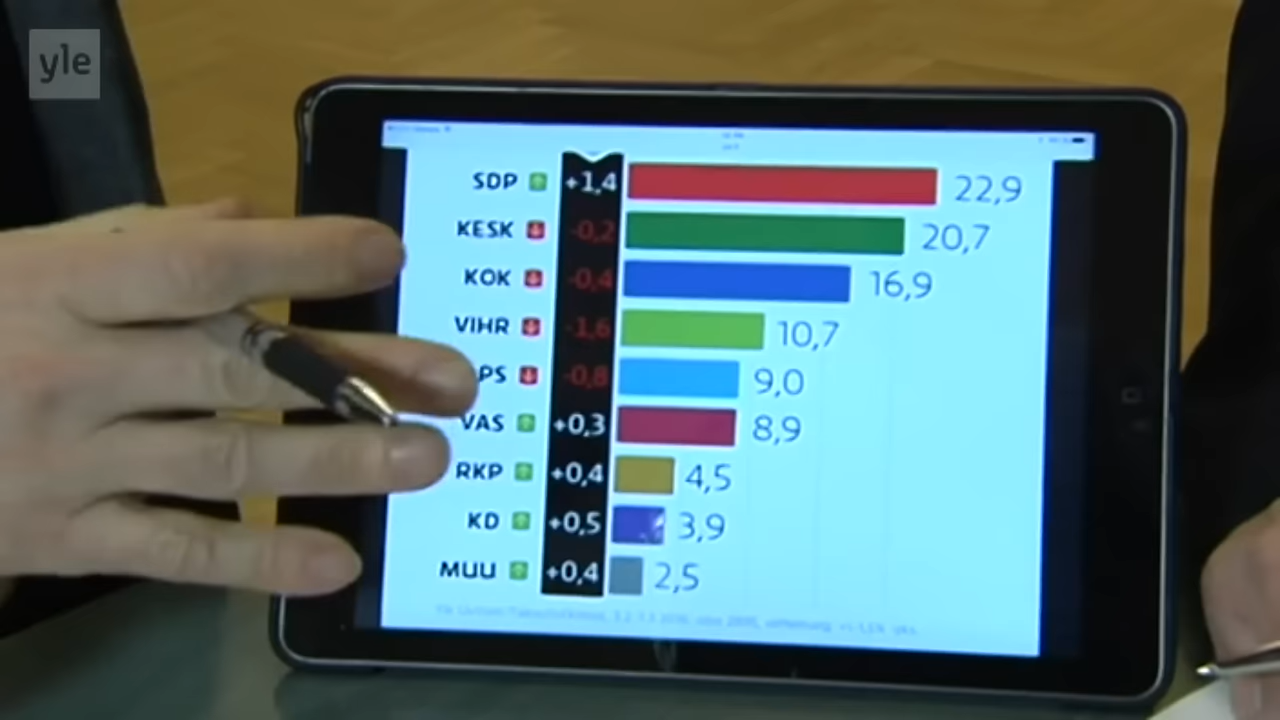 yle
SDP +1,4 22,9
KESK -0,2 20,7
KOK -0,4 16,9
VIHR -1,6 10,7
PS -0,8 9,0
VAS +0,3 8,9
RKP +0,4 4,5
KD +0,5 3,9
MUU +0,4 2,5